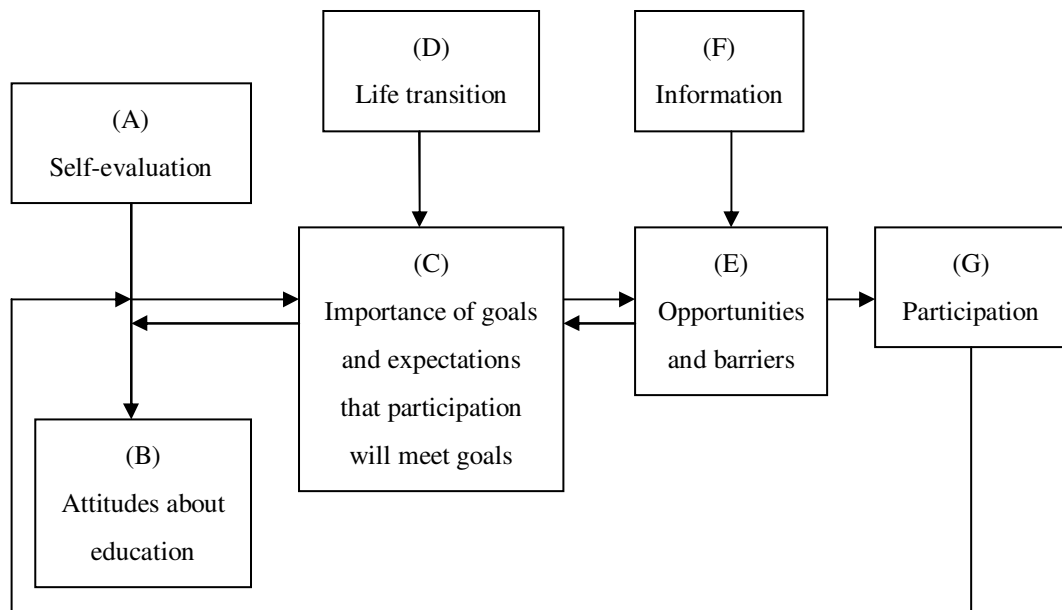 (A)
Self-evaluation
(B)
Attitudes about
education
(C)
Importance of goals
and expectations
that participation
will meet goals
(D)
Life transition
(E)
Opportunities
and barriers
(F)
Information
(G)
Participation